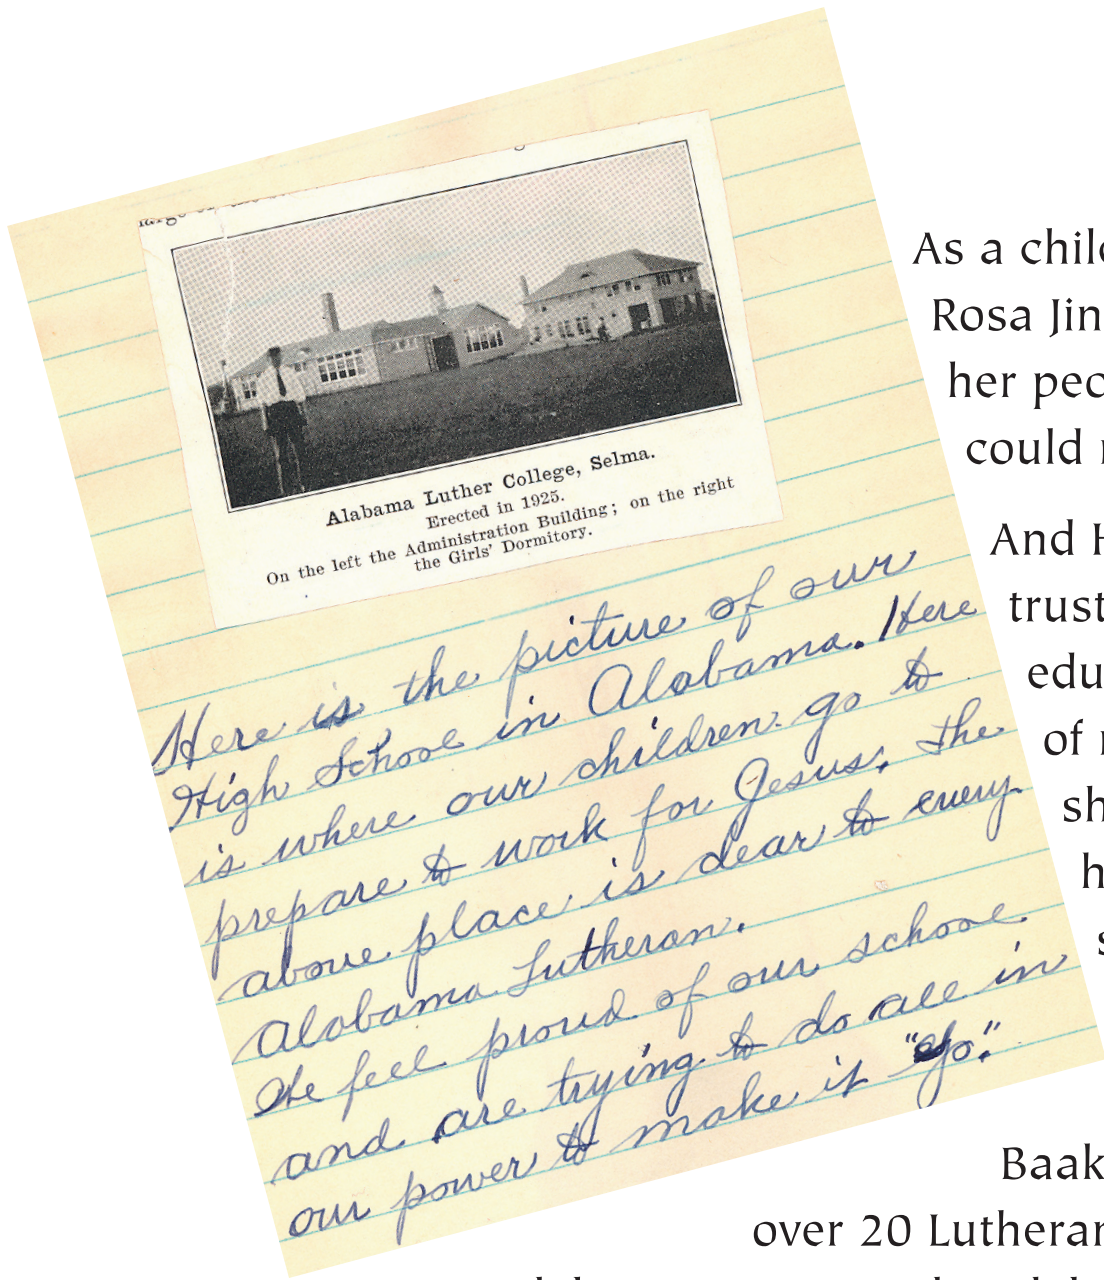 Alabama Luther College, Selma.
Erected in 1925.
On the left the Administration Building; on the right
the Girls' Dormitory.
Here is the picture of our
High School in Alabama. Here
is where our children go to
prepare to work for Jesus. The
above place is dear to every
Alabama Lutheran.
We feel proud of our school
and are trying to do all in
our power to make it "go."
As a chil
Rosa Jin
her peo
could
And H
trust
edu
of
sh
h
s
Baak
over 20 Lutheran